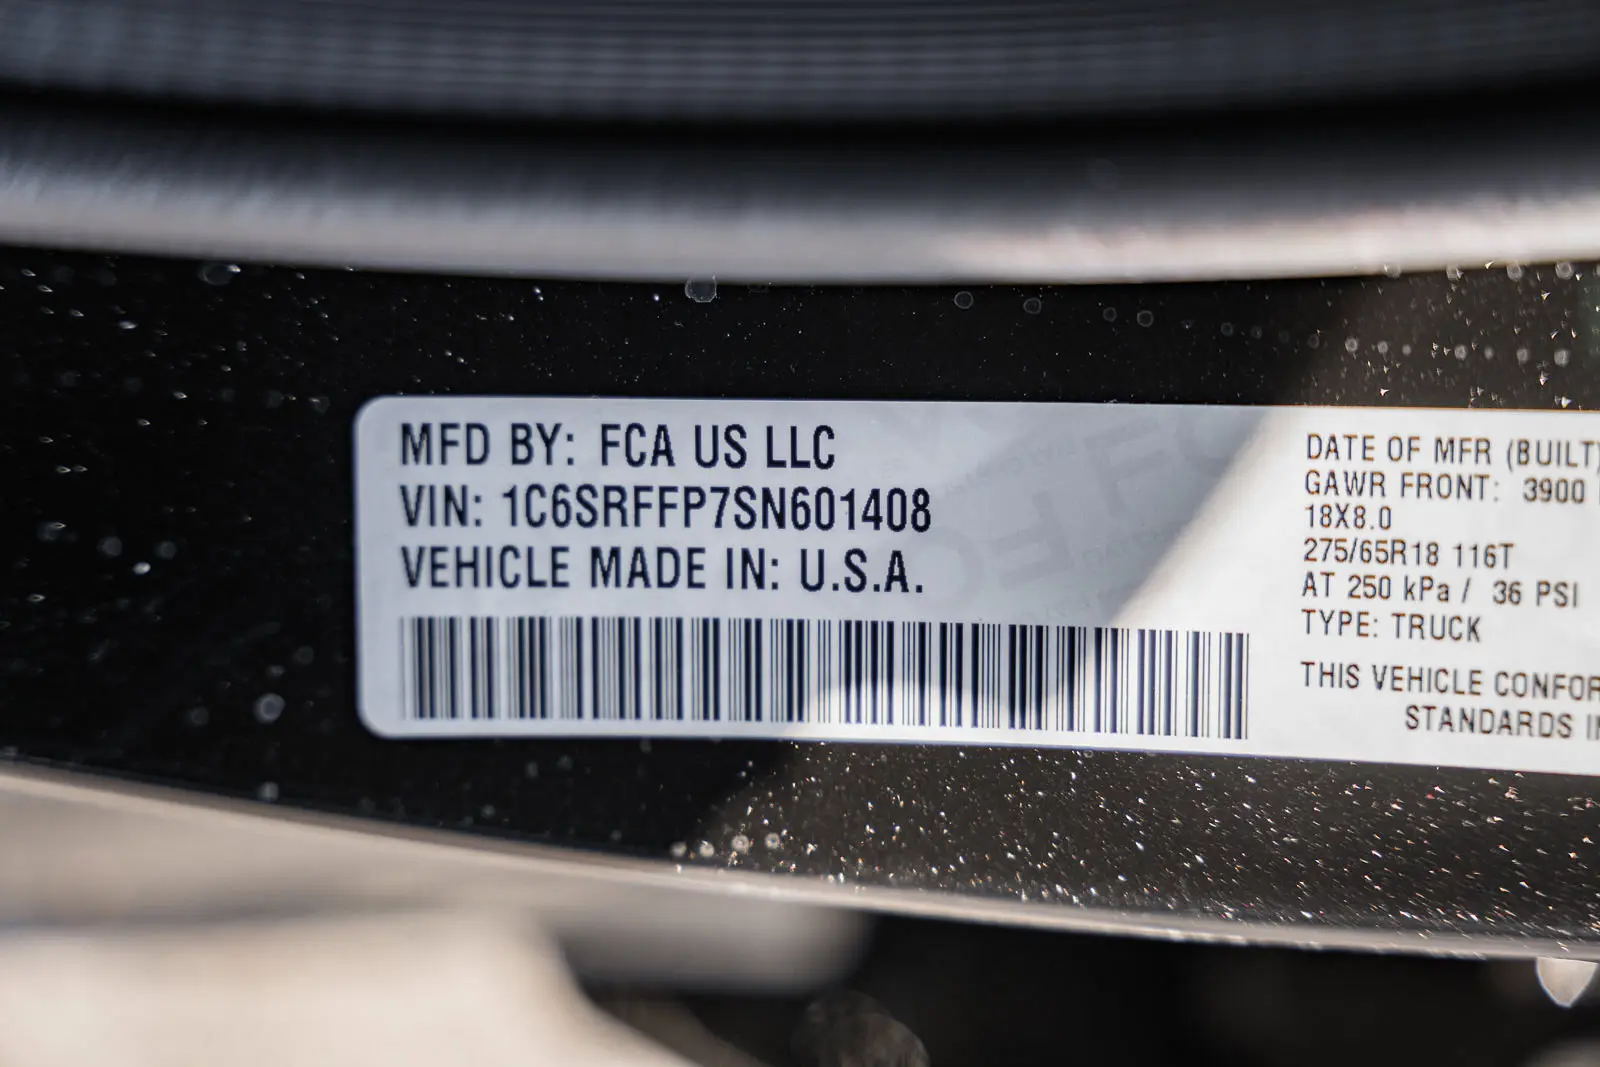 MFD BY: FCA US LLC
VIN: 1C6SRFFP7SN601408
VEHICLE MADE IN: U.S.A.
DATE OF MFR (BUILT)
GAWR FRONT: 3900
18X8.0
275/65R18 116T
AT 250 kPa / 36 PSI
TYPE: TRUCK
THIS VEHICLE CONFOR
STANDARDS IN